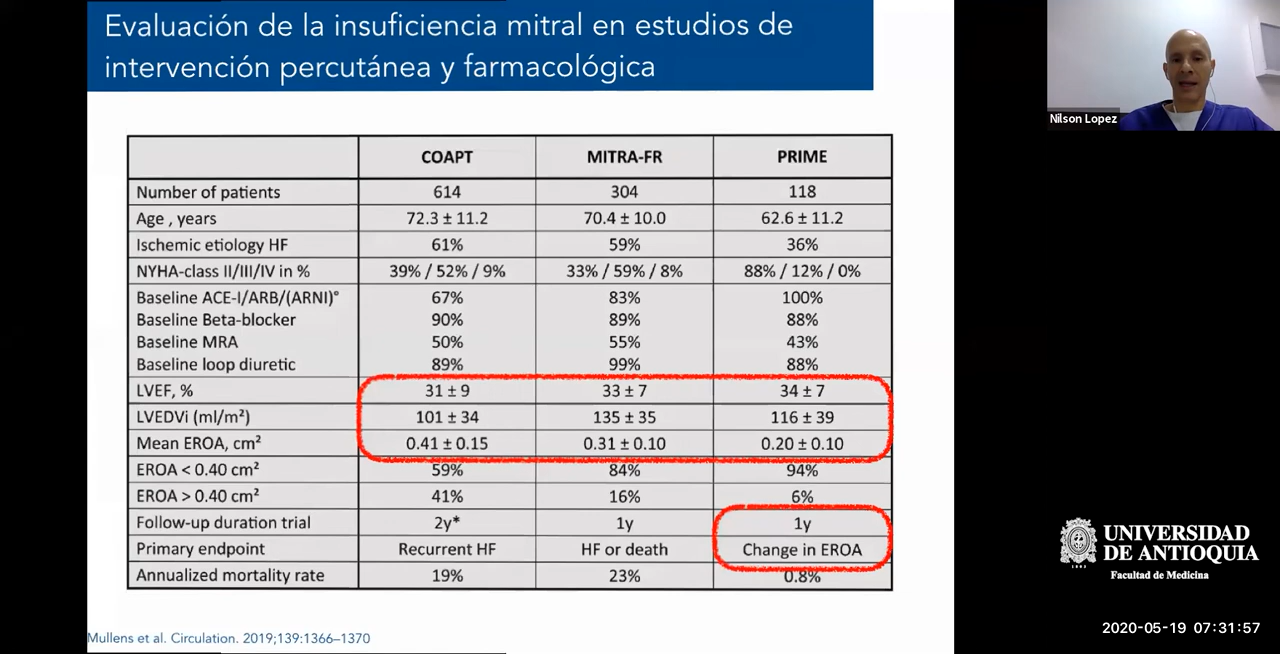 Evaluación de la insuficiencia mitral en estudios de
intervención percutánea y farmacológica
Nilson Lopez
COAPT MITRA-FR PRIME
Number of patients 614 304 118
Age , years 72.3 ± 11.2 70.4 ± 10.0 62.6 ± 11.2
Ischemic etiology HF 61% 59% 36%
NYHA-class II/III/IV in % 39% / 52% / 9% 33% / 59% / 8% 88% / 12% / 0%
Baseline ACE-I/ARB/(ARNI)° 67% 83% 100%
Baseline Beta-blocker 90% 89% 88%
Baseline MRA 50% 55% 43%
Baseline loop diuretic 89% 99% 88%
LVEF, % 31 ± 9 33 ± 7 34 ± 7
LVEDVi (ml/m²) 101 ± 34 135 ± 35 116 ± 39
Mean EROA, cm² 0.41 ± 0.15 0.31 ± 0.10 0.20 ± 0.10
EROA < 0.40 cm² 59% 84% 94%
EROA > 0.40 cm² 41% 16% 6%
Follow-up duration trial 2y* 1y 1y
Primary endpoint Recurrent HF HF or death Change in EROA
Annualized mortality rate 19% 23% 0.8%
Mullens et al. Circulation. 2019;139:1366–1370
UNIVERSIDAD
DE ANTIOQUIA
Facultad de Medicina
1803
2020-05-19 07:31:57